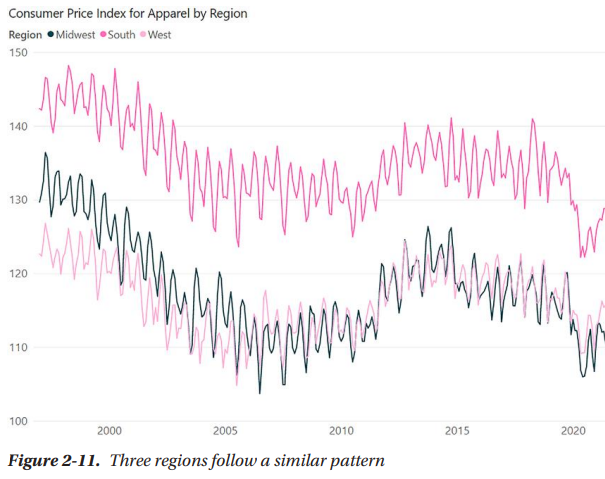 Consumer Price Index for Apparel by Region
Region Midwest South West
150
140
130
120
110
100
2000 2005 2010 2015 2020
Figure 2-11. Three regions follow a similar pattern